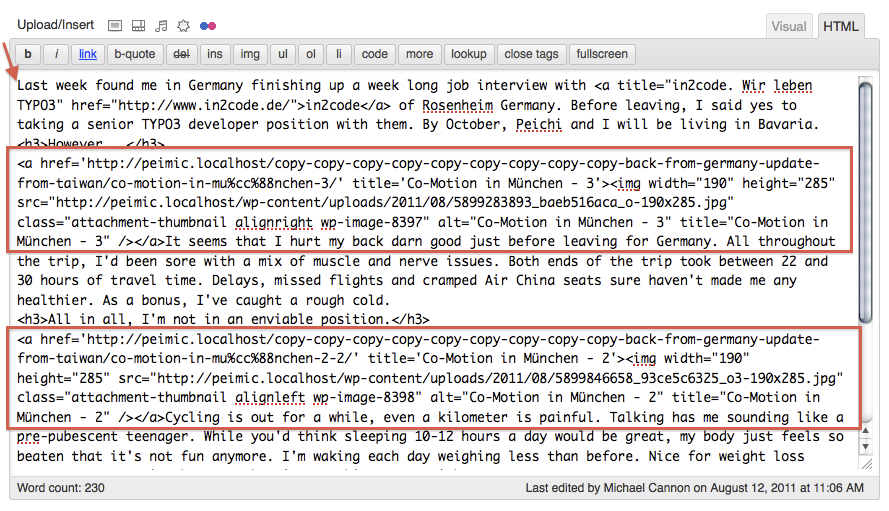 Upload/Insert
Visual HTML
b i link b-quote del ins img ul ol li code more lookup close tags fullscreen
Last week found me in Germany finishing up a week long job interview with <a title="in2code. Wir leben
TYPO3" href="http://www.in2code.de/">in2code</a> of Rosenheim Germany. Before leaving, I said yes to
taking a senior TYPO3 developer position with them. By October, Peichi and I will be living in Bavaria.
<h3>However...</h3>
<a href='http://peimic.localhost/copy-copy-copy-copy-copy-copy-copy-copy-copy-back-from-germany-update-
from-taiwan/co-motion-in-mu%cc%88nchen-3/' title='Co-Motion in München - 3'><img width="190" height="285"
src="http://peimic.localhost/wp-content/uploads/2011/08/5899283893_baeb516aca_o-190x285.jpg"
class="attachment-thumbnail alignright wp-image-8397" alt="Co-Motion in München - 3" title="Co-Motion in
München - 3" /></a>It seems that I hurt my back darn good just before leaving for Germany. All throughout
the trip, I'd been sore with a mix of muscle and nerve issues. Both ends of the trip took between 22 and
30 hours of travel time. Delays, missed flights and cramped Air China seats sure haven't made me any
healthier. As a bonus, I've caught a rough cold.
<h3>All in all, I'm not in an enviable position.</h3>
<a href='http://peimic.localhost/copy-copy-copy-copy-copy-copy-copy-copy-copy-back-from-germany-update-
from-taiwan/co-motion-in-mu%cc%88nchen-2-2/' title='Co-Motion in München - 2'><img width="190"
height="285" src="http://peimic.localhost/wp-content/uploads/2011/08/5899846658_93ce5c6325_o3-190x285.jpg"
class="attachment-thumbnail alignleft wp-image-8398" alt="Co-Motion in München - 2" title="Co-Motion in
München - 2" /></a>Cycling is out for a while, even a kilometer is painful. Talking has me sounding like a
pre-pubescent teenager. While you'd think sleeping 10-12 hours a day would be great, my body just feels so
beaten that it's not fun anymore. I'm waking each day weighing less than before. Nice for weight loss
Word count: 230
Last edited by Michael Cannon on August 12, 2011 at 11:06 AM